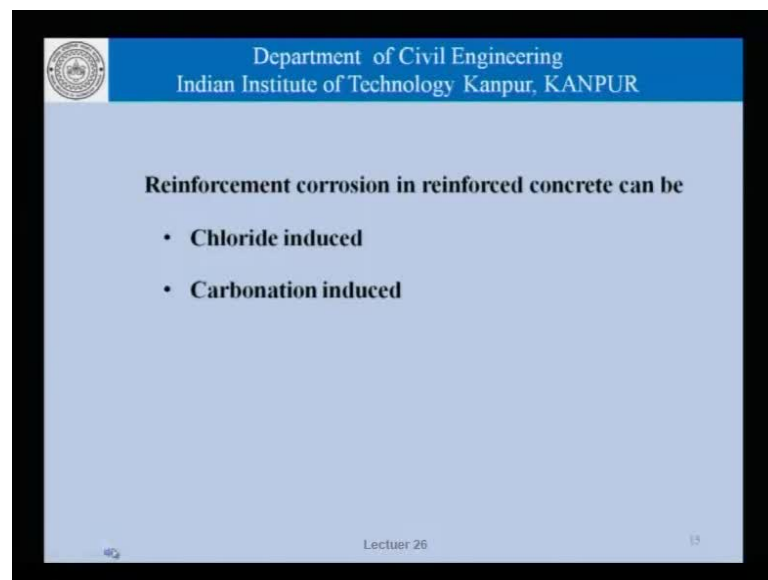 Department of Civil Engineering
Indian Institute of Technology Kanpur, KANPUR
Reinforcement corrosion in reinforced concrete can be
• Chloride induced
• Carbonation induced
Lectuer 26
15